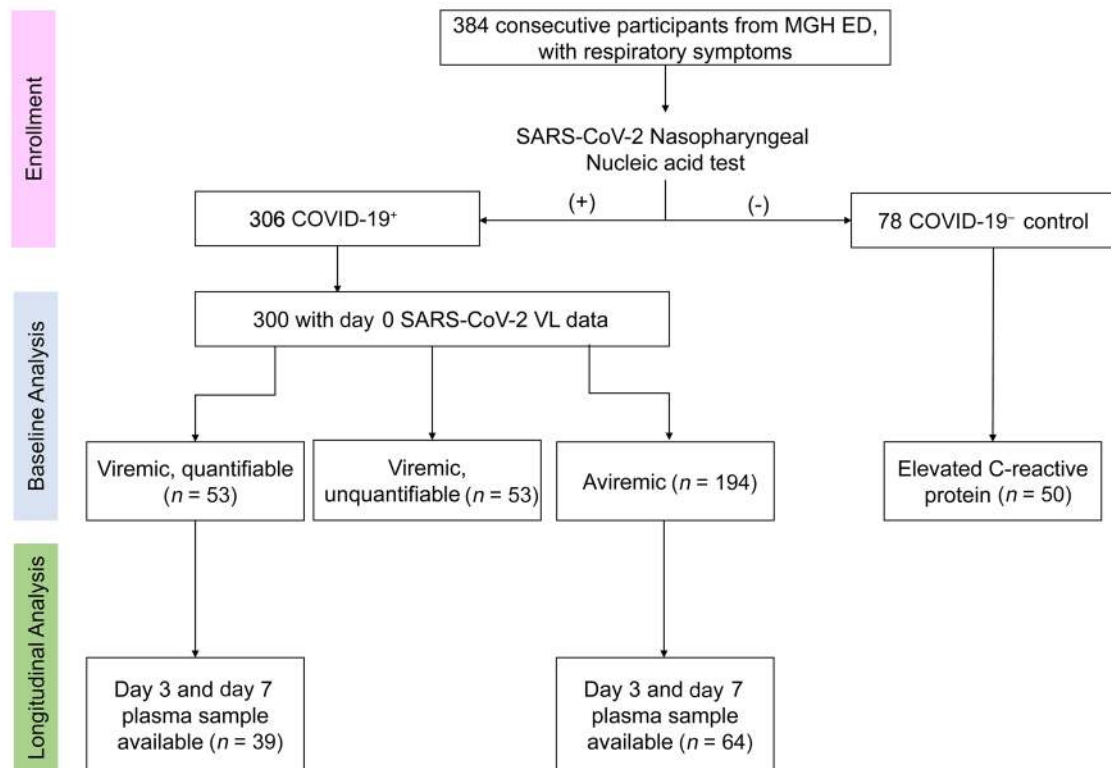 Enrollment
384 consecutive participants from MGH ED,
with respiratory symptoms
SARS-CoV-2 Nasopharyngeal
Nucleic acid test
(+)
(-)
306 COVID-19⁺
78 COVID-19⁻ control
Baseline Analysis
300 with day 0 SARS-CoV-2 VL data
Viremic, quantifiable
(n = 53)
Viremic,
unquantifiable (n = 53)
Aviremic (n = 194)
Elevated C-reactive
protein (n = 50)
Longitudinal Analysis
Day 3 and day 7
plasma sample
available (n = 39)
Day 3 and day 7
plasma sample
available (n = 64)